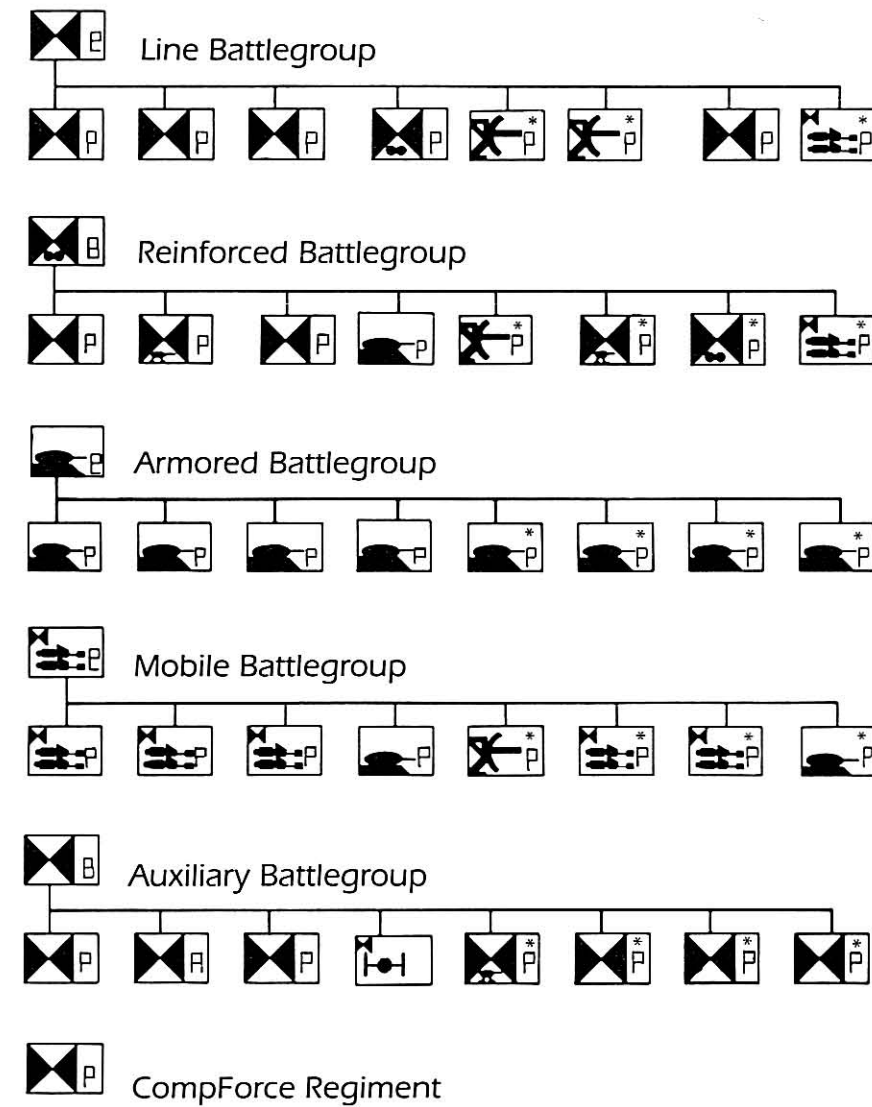 P
Line Battlegroup
P P P P *P *P P *P
B
Reinforced Battlegroup
P P P P *P *P *P *P
P
Armored Battlegroup
P P P P *P *P *P *P
P
Mobile Battlegroup
P P P P *P *P *P *P
B
Auxiliary Battlegroup
P A P *P *P *P *P
P
CompForce Regiment